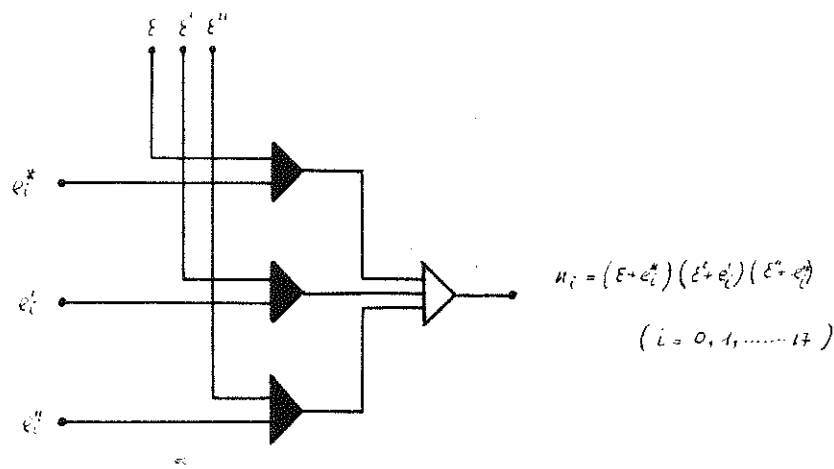 ε ε' ε''
e_i^*
u_i = (ε + e_i^*) (ε' + e_i') (ε'' + e_i'')
e_i'
(i = 0, 1, ...... 17)
e_i''